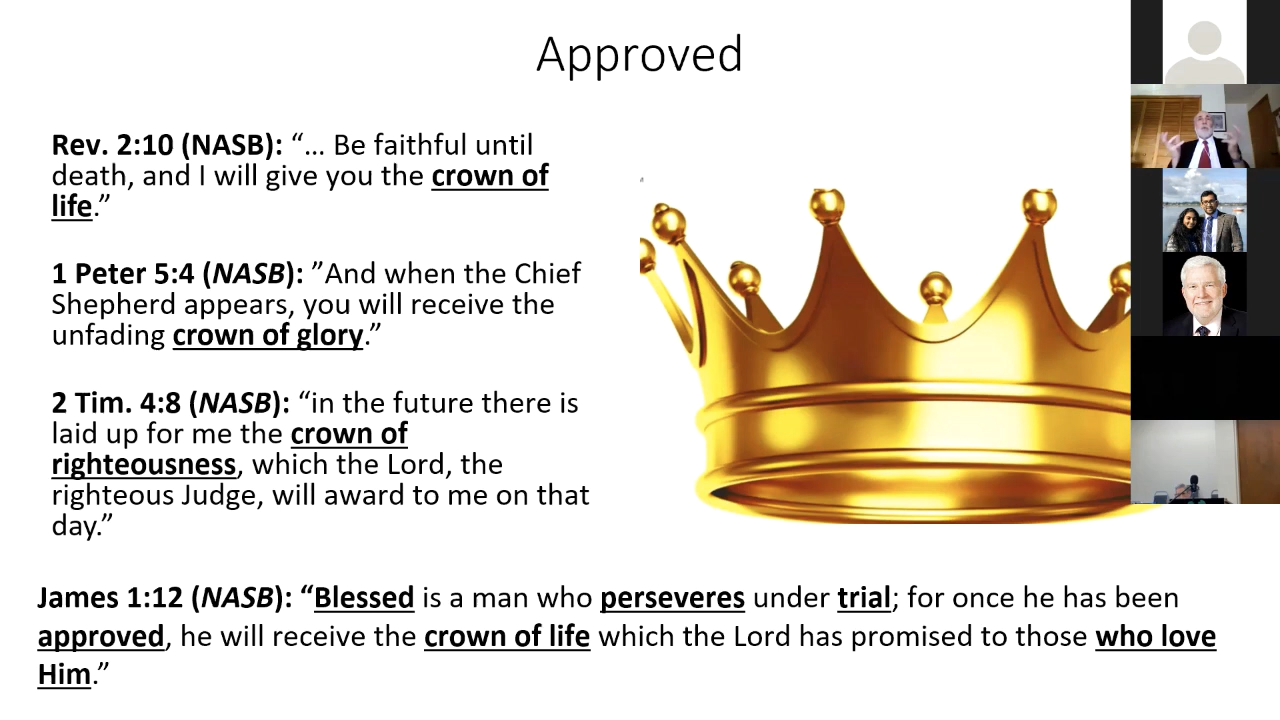 Approved
Rev. 2:10 (NASB): “… Be faithful until
death, and I will give you the crown of
life.”
1 Peter 5:4 (NASB): ”And when the Chief
Shepherd appears, you will receive the
unfading crown of glory.”
2 Tim. 4:8 (NASB): “in the future there is
laid up for me the crown of
righteousness, which the Lord, the
righteous Judge, will award to me on that
day.”
James 1:12 (NASB): “Blessed is a man who perseveres under trial; for once he has been
approved, he will receive the crown of life which the Lord has promised to those who love
Him.”